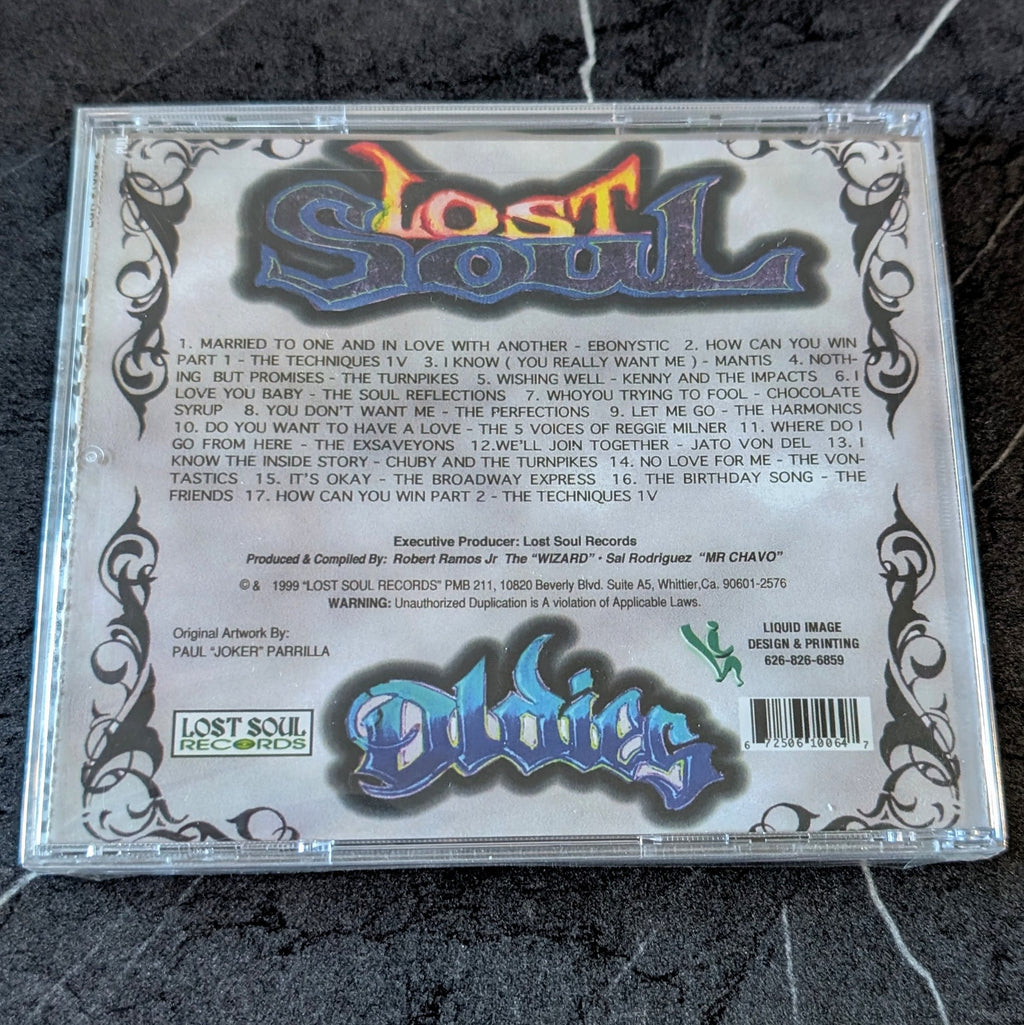 LOST
SOUL
1. MARRIED TO ONE AND IN LOVE WITH ANOTHER - EBONYSTIC 2. HOW CAN YOU WIN
PART 1 - THE TECHNIQUES 1V 3. I KNOW ( YOU REALLY WANT ME ) - MANTIS 4. NOTH-
ING BUT PROMISES - THE TURNPIKES 5. WISHING WELL - KENNY AND THE IMPACTS 6. I
LOVE YOU BABY - THE SOUL REFLECTIONS 7. WHOYOU TRYING TO FOOL - CHOCOLATE
SYRUP 8. YOU DON'T WANT ME - THE PERFECTIONS 9. LET ME GO - THE HARMONICS
10. DO YOU WANT TO HAVE A LOVE - THE 5 VOICES OF REGGIE MILNER 11. WHERE DO I
GO FROM HERE - THE EXSAVEYONS 12.WE'LL JOIN TOGETHER - JATO VON DEL 13. I
KNOW THE INSIDE STORY - CHUBY AND THE TURNPIKES 14. NO LOVE FOR ME - THE VON-
TASTICS 15. IT'S OKAY - THE BROADWAY EXPRESS 16. THE BIRTHDAY SONG - THE
FRIENDS 17. HOW CAN YOU WIN PART 2 - THE TECHNIQUES 1V
Executive Producer: Lost Soul Records
Produced & Compiled By: Robert Ramos Jr The "WIZARD" • Sal Rodriguez "MR CHAVO"
© & 1999 "LOST SOUL RECORDS" PMB 211, 10820 Beverly Blvd. Suite A5, Whittier,Ca. 90601-2576
WARNING: Unauthorized Duplication is A violation of Applicable Laws.
Original Artwork By:
PAUL "JOKER" PARRILLA
LIQUID IMAGE
DESIGN & PRINTING
626-826-6859
LOST SOUL
RECORDS
Oldies
6 72506 10064 7